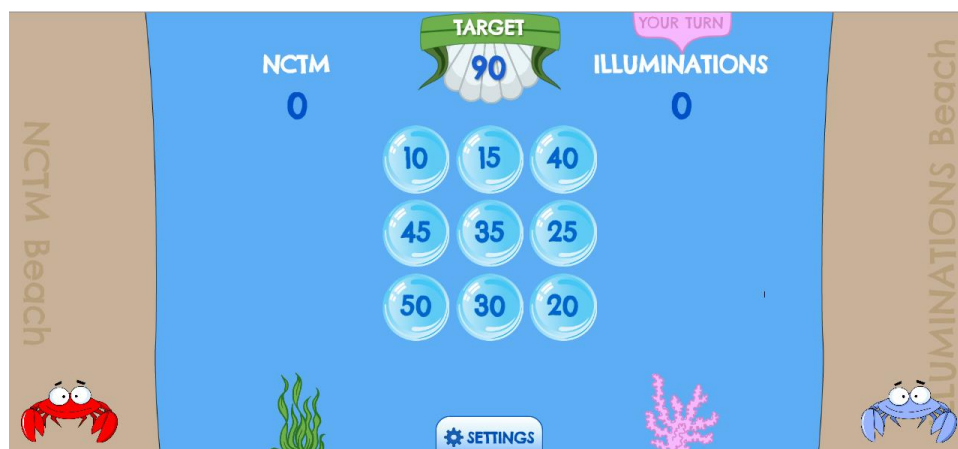 YOUR TURN
TARGET
NCTM
90
ILLUMINATIONS
0
0
10 15 40
45 35 25
50 30 20
NCTM Beach
ILLUMINATIONS Beach
SETTINGS